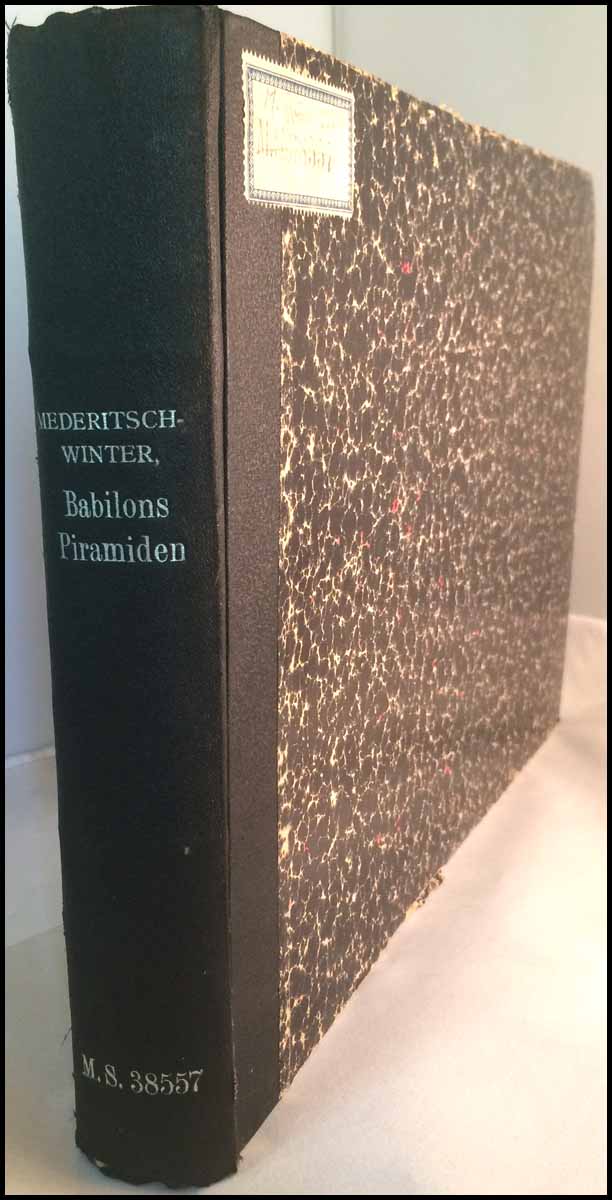 MEDERITSCH-
WINTER,
Babilons
Piramiden
M. S. 38557